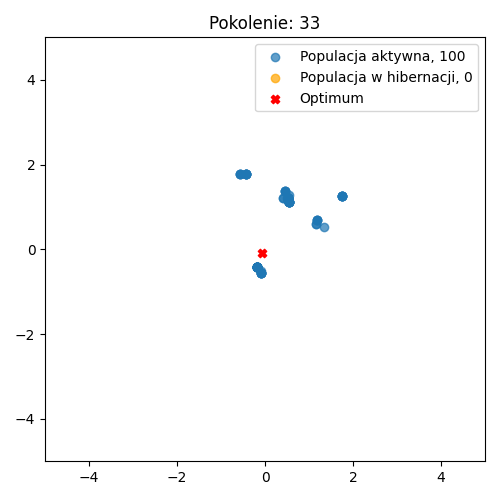 Pokolenie: 33
Populacja aktywna, 100
Populacja w hibernacji, 0
Optimum
4
2
0
−2
−4
−4
−2
0
2
4